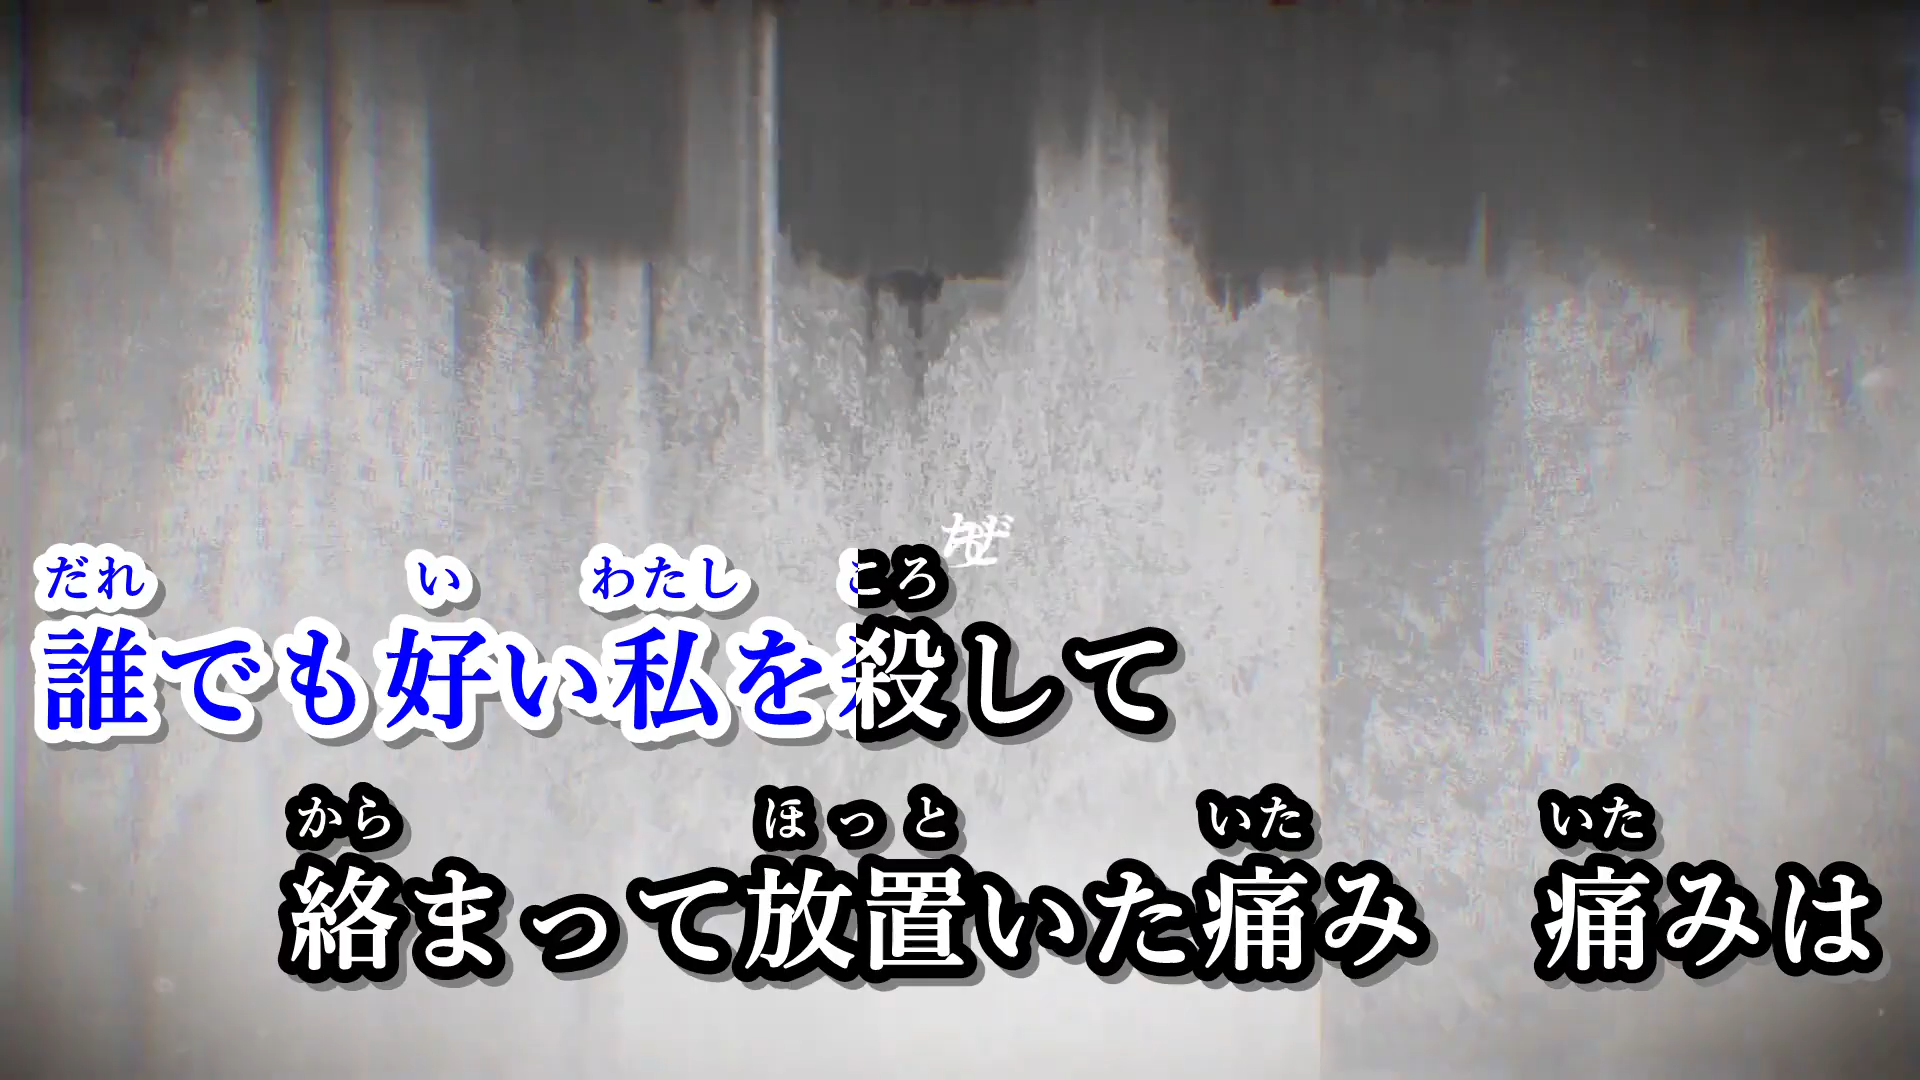 だれ い わたし ころ
誰でも好い私を殺して
から ほっと いた いた
絡まって放置いた痛み 痛みは